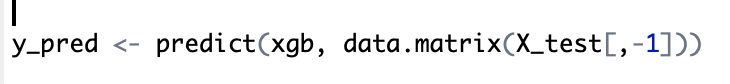 y_pred <- predict(xgb, data.matrix(X_test[,-1]))